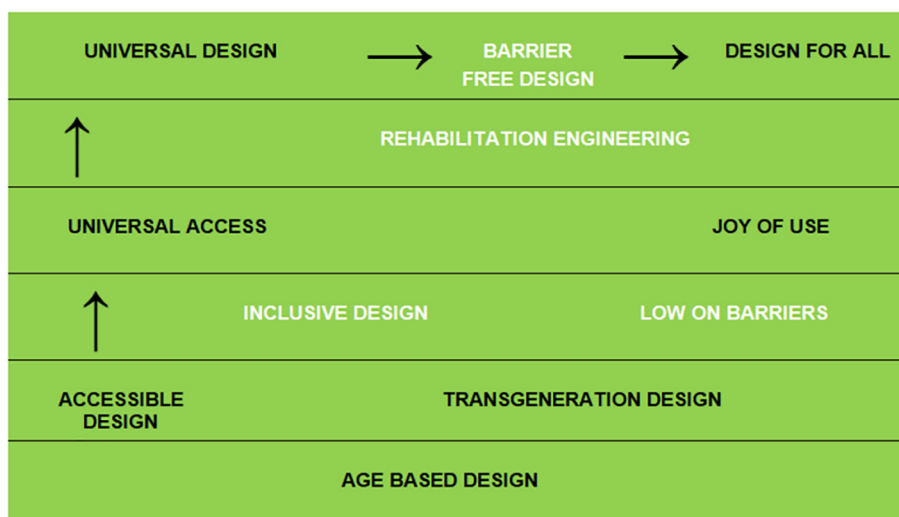 UNIVERSAL DESIGN → BARRIER → DESIGN FOR ALL
FREE DESIGN
REHABILITATION ENGINEERING
UNIVERSAL ACCESS JOY OF USE
INCLUSIVE DESIGN LOW ON BARRIERS
ACCESSIBLE TRANSGENERATION DESIGN
DESIGN
AGE BASED DESIGN